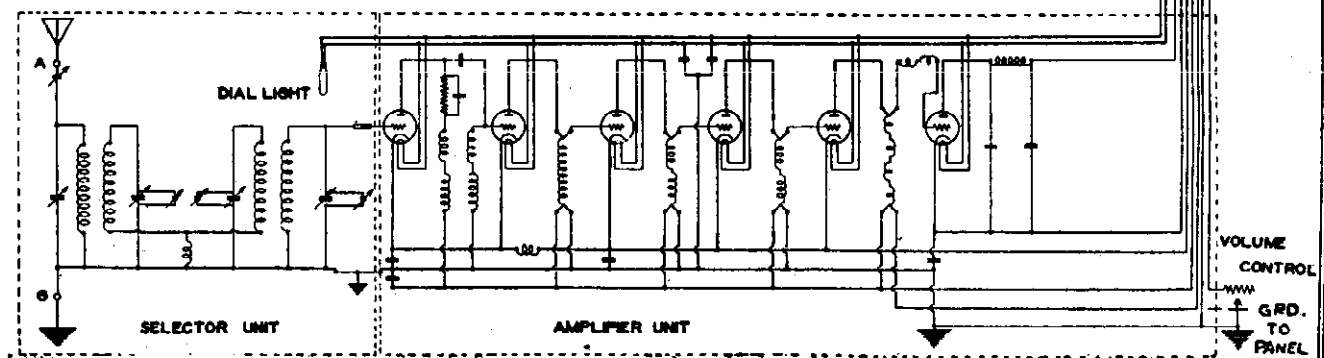 A
DIAL LIGHT
G
SELECTOR UNIT
AMPLIFIER UNIT
VOLUME
CONTROL
GRD.
TO
PANEL